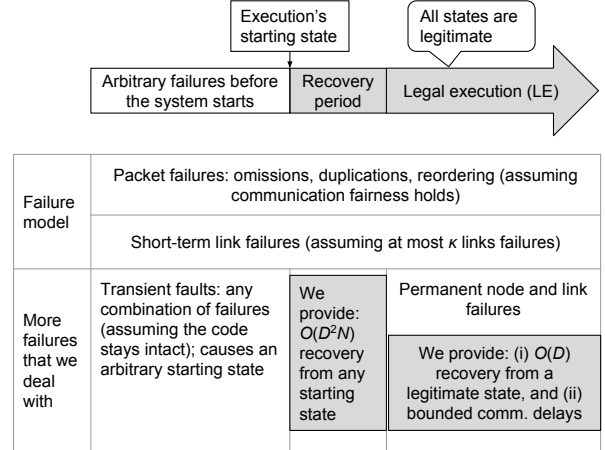 Execution's
starting state
All states are
legitimate
Arbitrary failures before
the system starts
Recovery
period
Legal execution (LE)
Failure
model
Packet failures: omissions, duplications, reordering (assuming
communication fairness holds)
Short-term link failures (assuming at most κ links failures)
More
failures
that we
deal
with
Transient faults: any
combination of failures
(assuming the code
stays intact); causes an
arbitrary starting state
We
provide:
O(D²N)
recovery
from any
starting
state
Permanent node and link
failures
We provide: (i) O(D)
recovery from a
legitimate state, and (ii)
bounded comm. delays